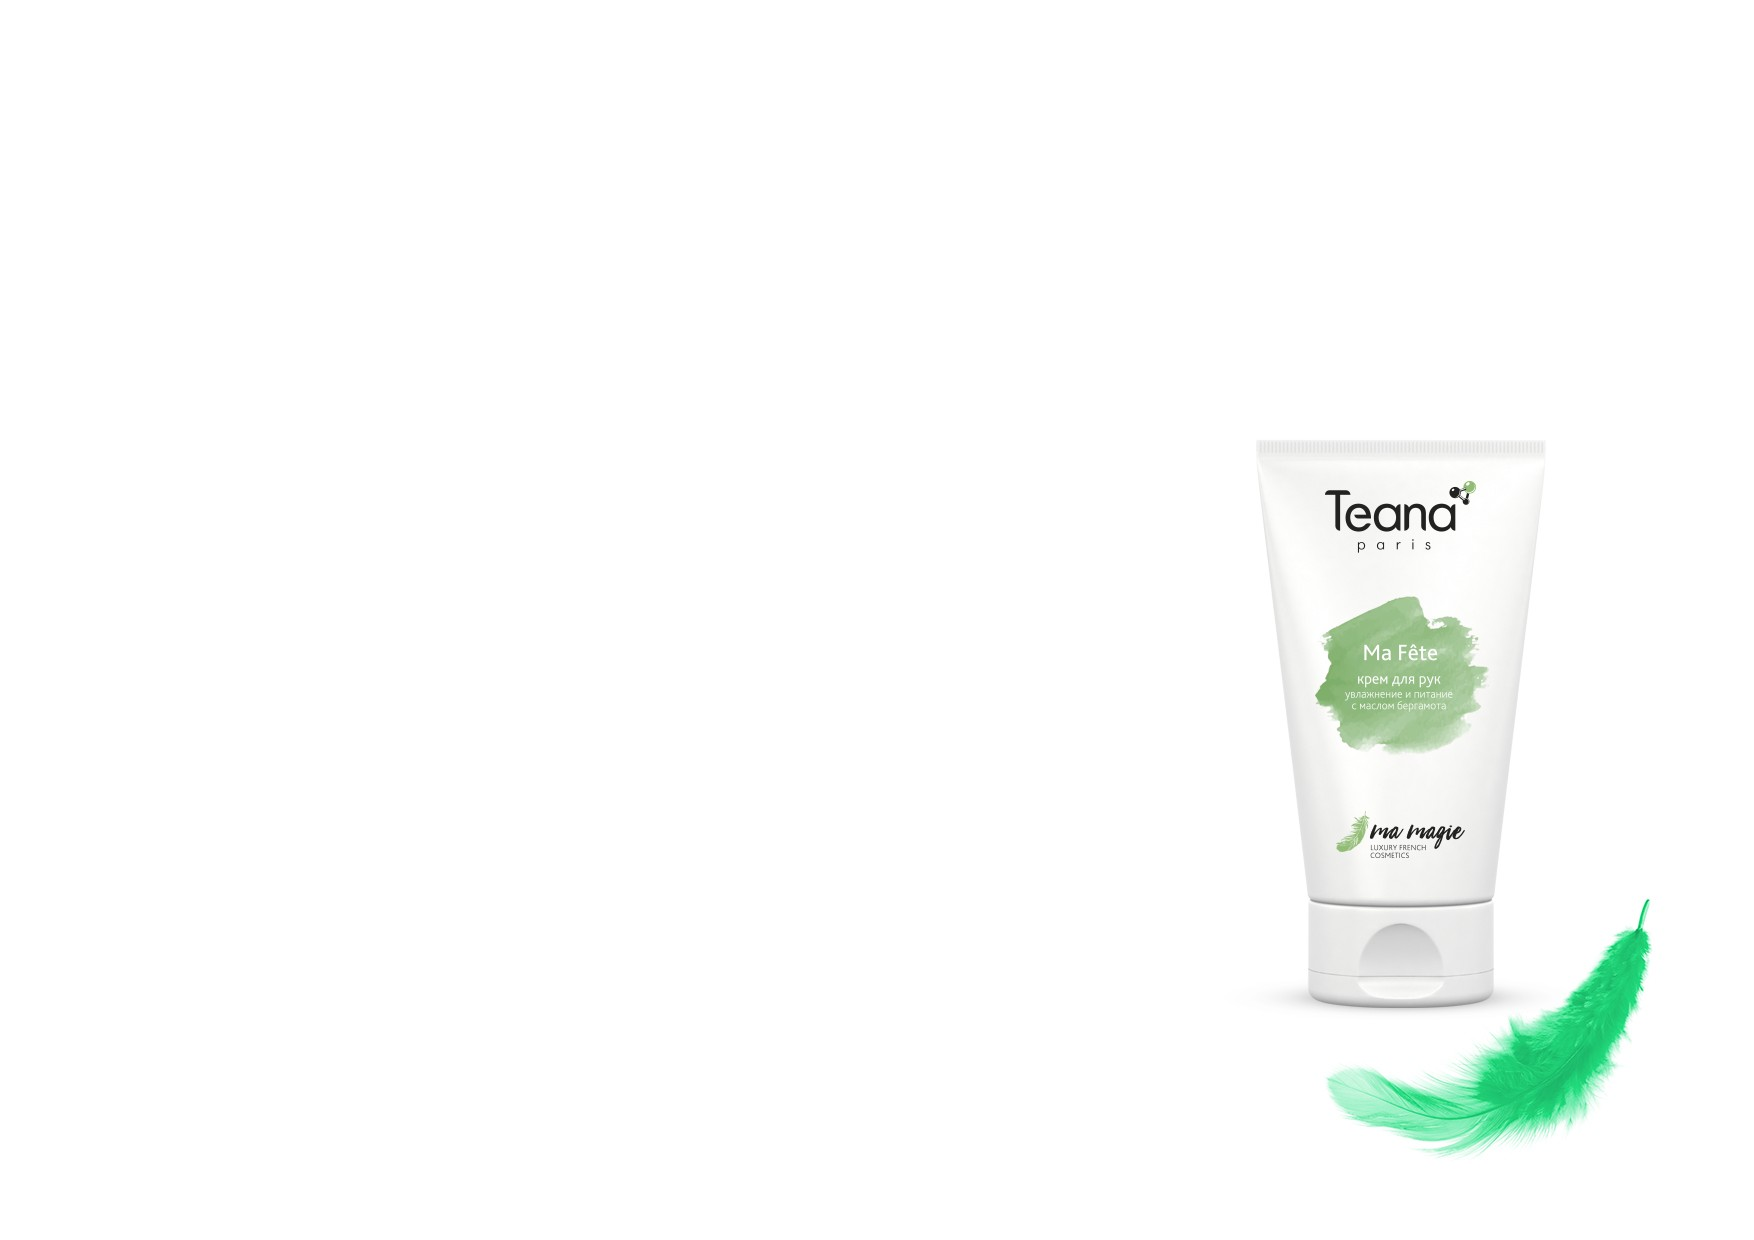 Teana
paris
Ma Fête
крем для рук
увлажнение и питание
с маслом бергамота
ma magie
LUXURY FRENCH
COSMETICS